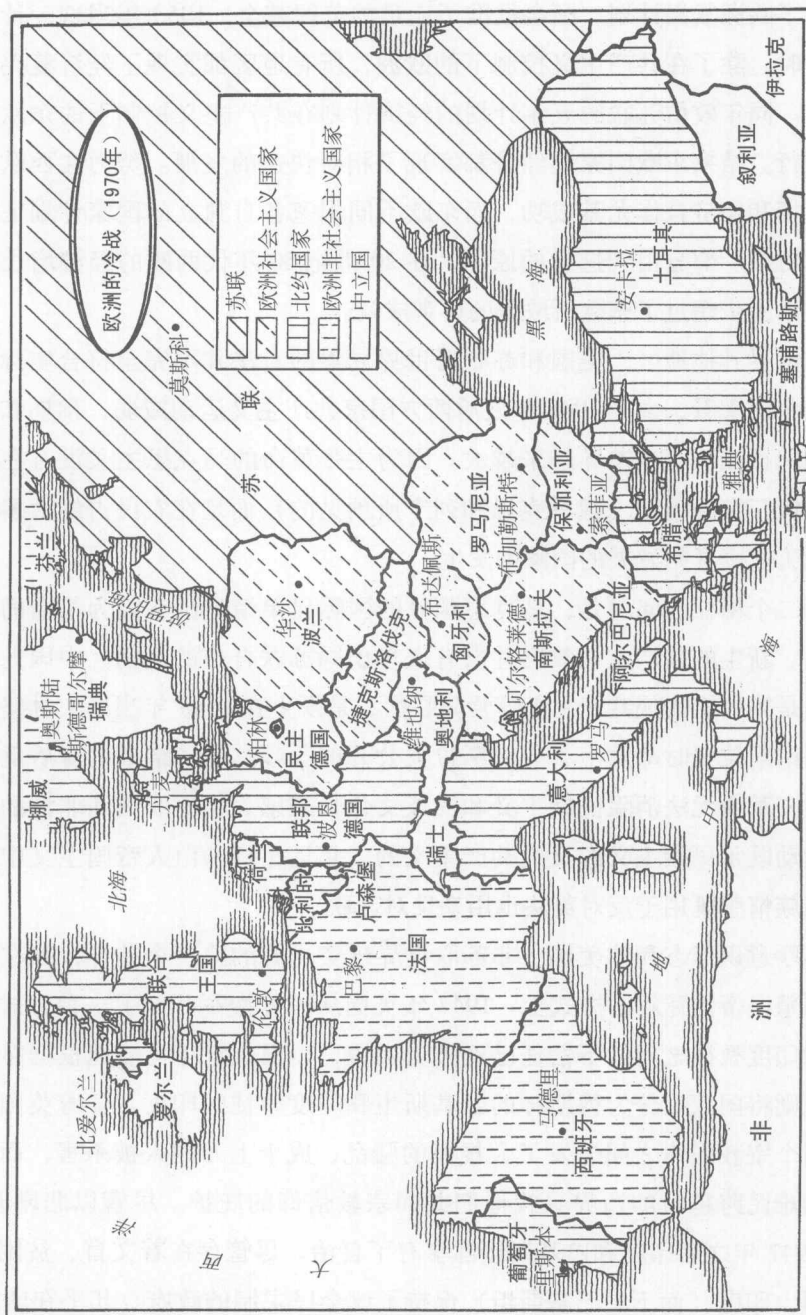 欧洲的冷战（1970年）
苏联
欧洲社会主义国家
北约国家
欧洲非社会主义国家
中立国
挪威
奥斯陆
斯德哥尔摩
瑞典
芬兰
波罗的海
莫斯科
苏
联
北海
丹麦
北爱尔兰
爱尔兰
联合
王国
伦敦
荷兰
比利时
卢森堡
联邦
波恩
德国
柏林
民主
德国
华沙
波兰
捷克斯洛伐克
巴黎
法国
瑞士
维也纳
奥地利
布达佩斯
匈牙利
罗马尼亚
布加勒斯特
贝尔格莱德
南斯拉夫
保加利亚
索菲亚
阿尔巴尼亚
意大利
罗马
希腊
雅典
黑
海
安卡拉
土耳其
叙利亚
伊拉克
塞浦路斯
葡萄牙
里斯本
马德里
西班牙
大
西
洋
地
中
海
非
洲